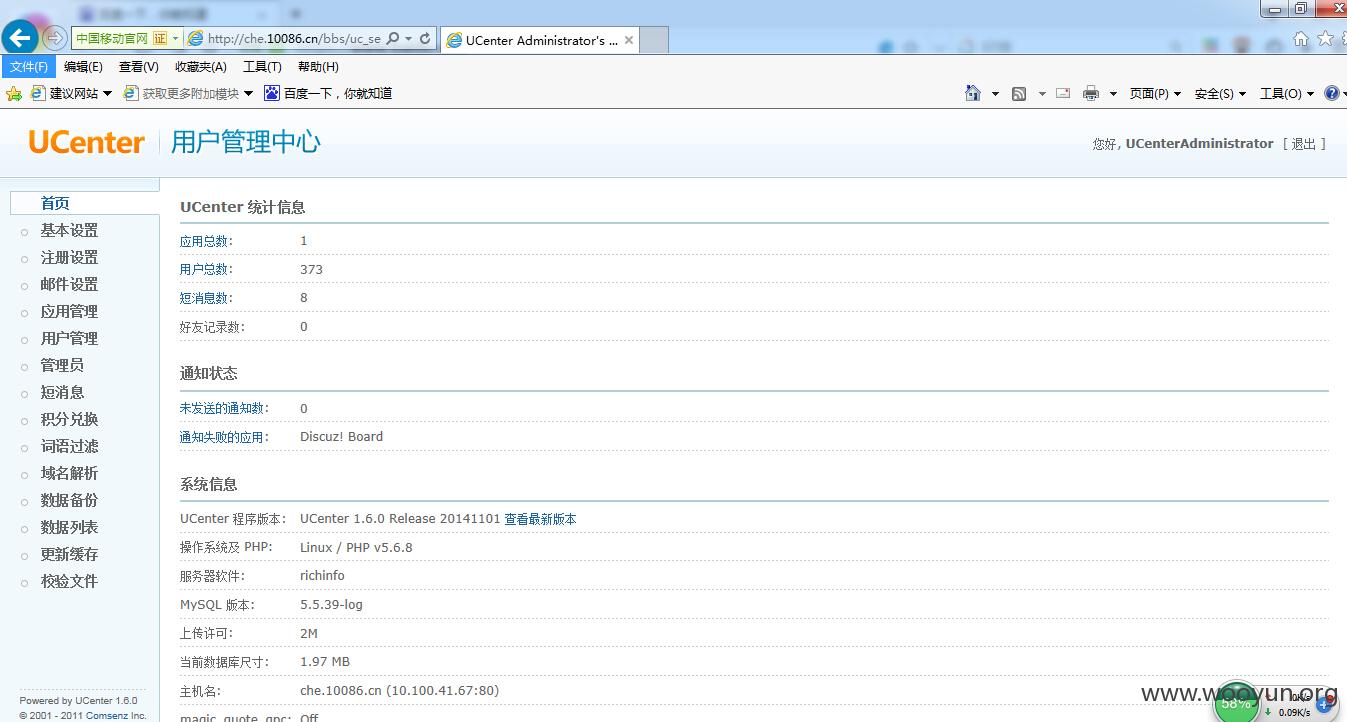 中国移动官网 证 http://che.10086.cn/bbs/uc_se UCenter Administrator's ...
文件(F) 编辑(E) 查看(V) 收藏夹(A) 工具(T) 帮助(H)
建议网站 获取更多附加模块 百度一下，你就知道 页面(P) 安全(S) 工具(O)
UCenter 用户管理中心 您好, UCenterAdministrator [ 退出 ]
首页
基本设置
注册设置
邮件设置
应用管理
用户管理
管理员
短消息
积分兑换
词语过滤
域名解析
数据备份
数据列表
更新缓存
校验文件
Powered by UCenter 1.6.0
© 2001 - 2011 Comsenz Inc.
UCenter 统计信息
应用总数: 1
用户总数: 373
短消息数: 8
好友记录数: 0
通知状态
未发送的通知数: 0
通知失败的应用: Discuz! Board
系统信息
UCenter 程序版本: UCenter 1.6.0 Release 20141101 查看最新版本
操作系统及 PHP: Linux / PHP v5.6.8
服务器软件: richinfo
MySQL 版本: 5.5.39-log
上传许可: 2M
当前数据库尺寸: 1.97 MB
主机名: che.10086.cn (10.100.41.67:80)
magic_quote_gpc: Off
www.wooyun.org
58%
0K/s
0.09K/s